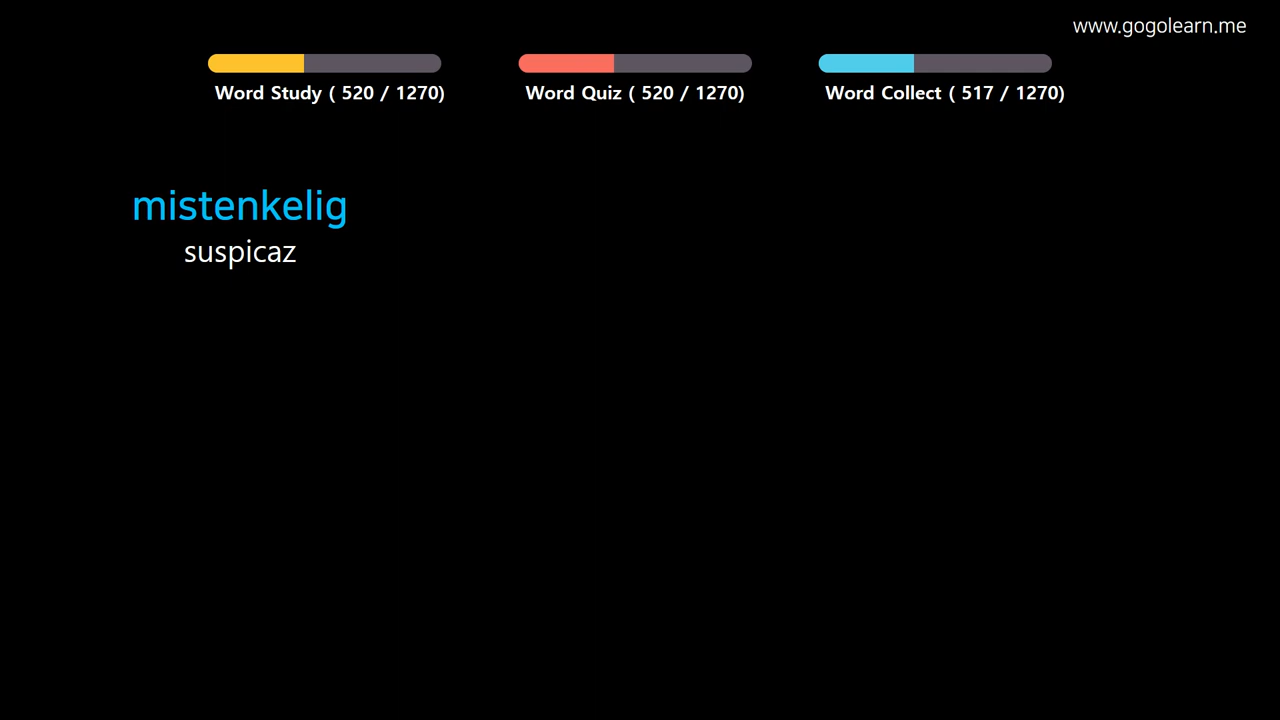 www.gogolearn.me
Word Study ( 520 / 1270)
Word Quiz ( 520 / 1270)
Word Collect ( 517 / 1270)
mistenkelig
suspicaz